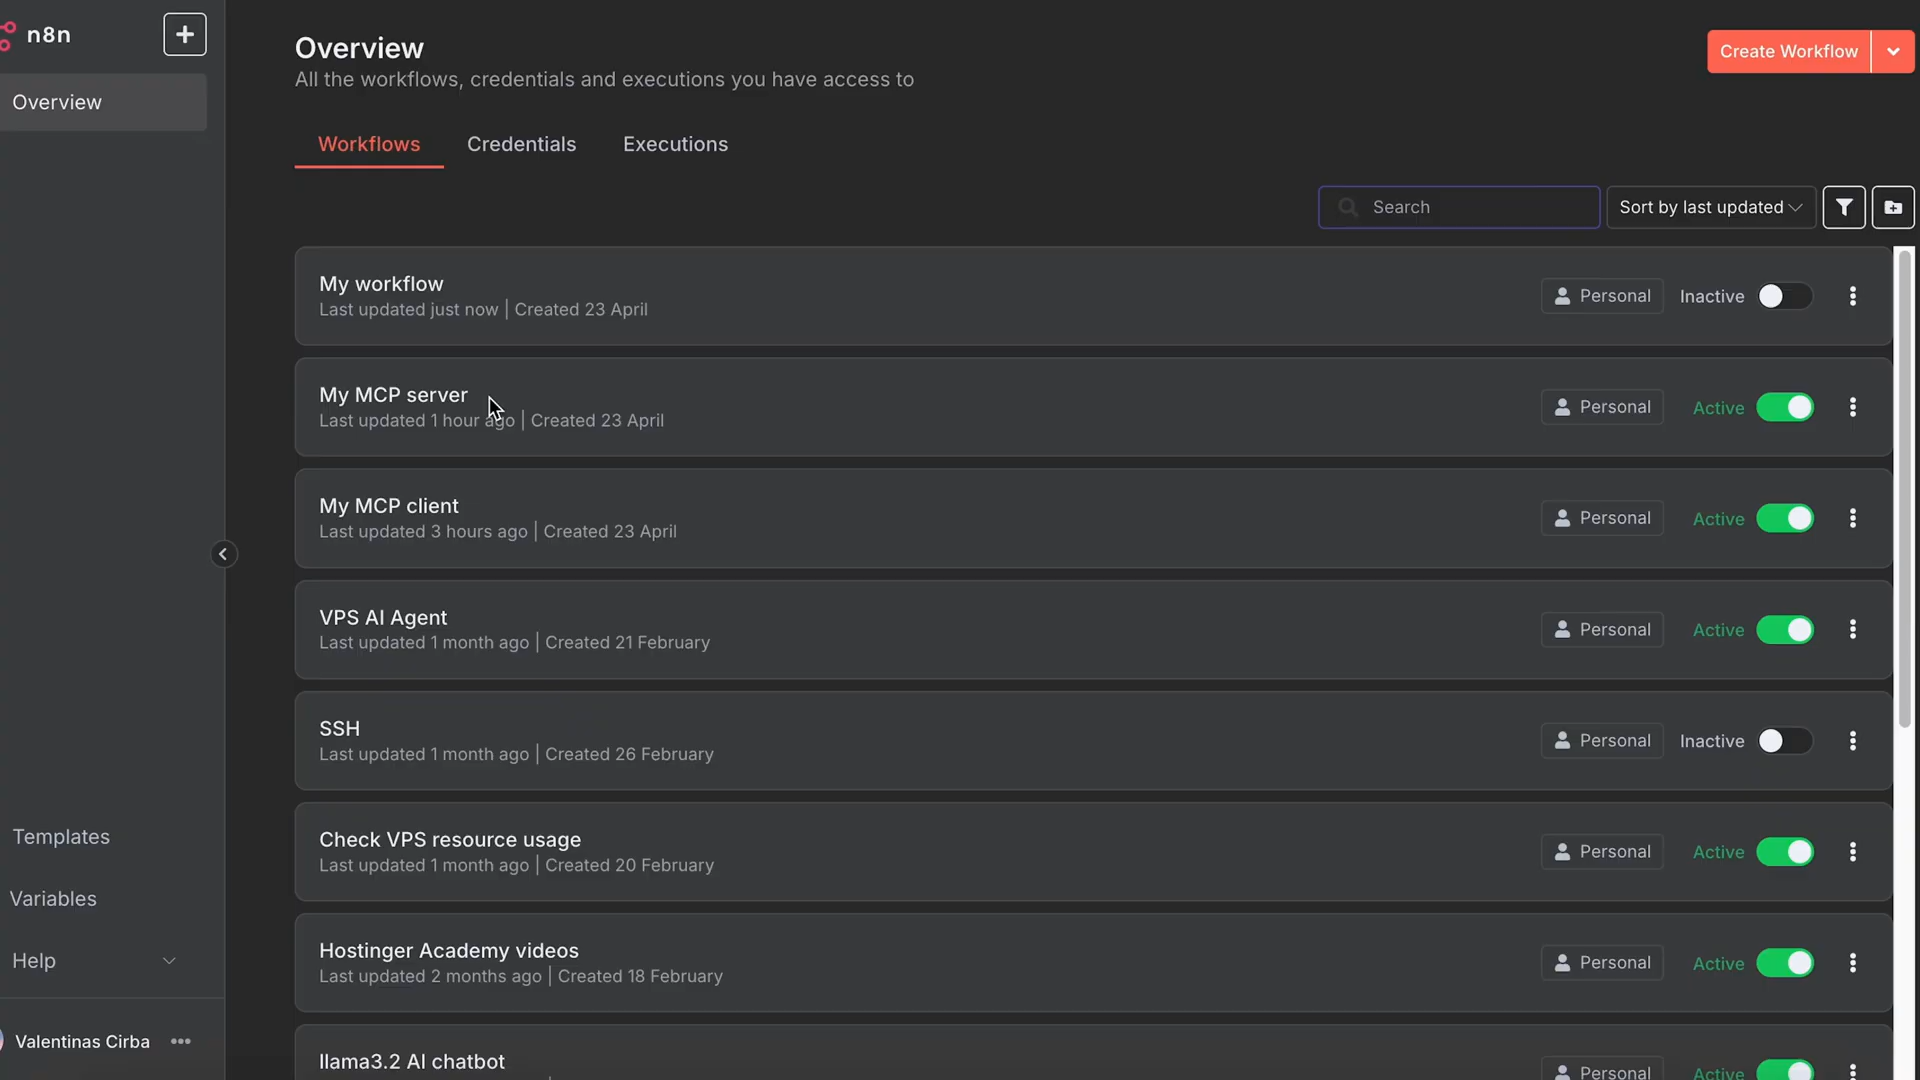 n8n
Overview
Templates
Variables
Help
Valentinas Cirba
Overview
All the workflows, credentials and executions you have access to
Create Workflow
Workflows Credentials Executions
Search
Sort by last updated
My workflow
Last updated just now | Created 23 April
Personal Inactive
My MCP server
Last updated 1 hour ago | Created 23 April
Personal Active
My MCP client
Last updated 3 hours ago | Created 23 April
Personal Active
VPS AI Agent
Last updated 1 month ago | Created 21 February
Personal Active
SSH
Last updated 1 month ago | Created 26 February
Personal Inactive
Check VPS resource usage
Last updated 1 month ago | Created 20 February
Personal Active
Hostinger Academy videos
Last updated 2 months ago | Created 18 February
Personal Active
llama3.2 AI chatbot
Personal Active